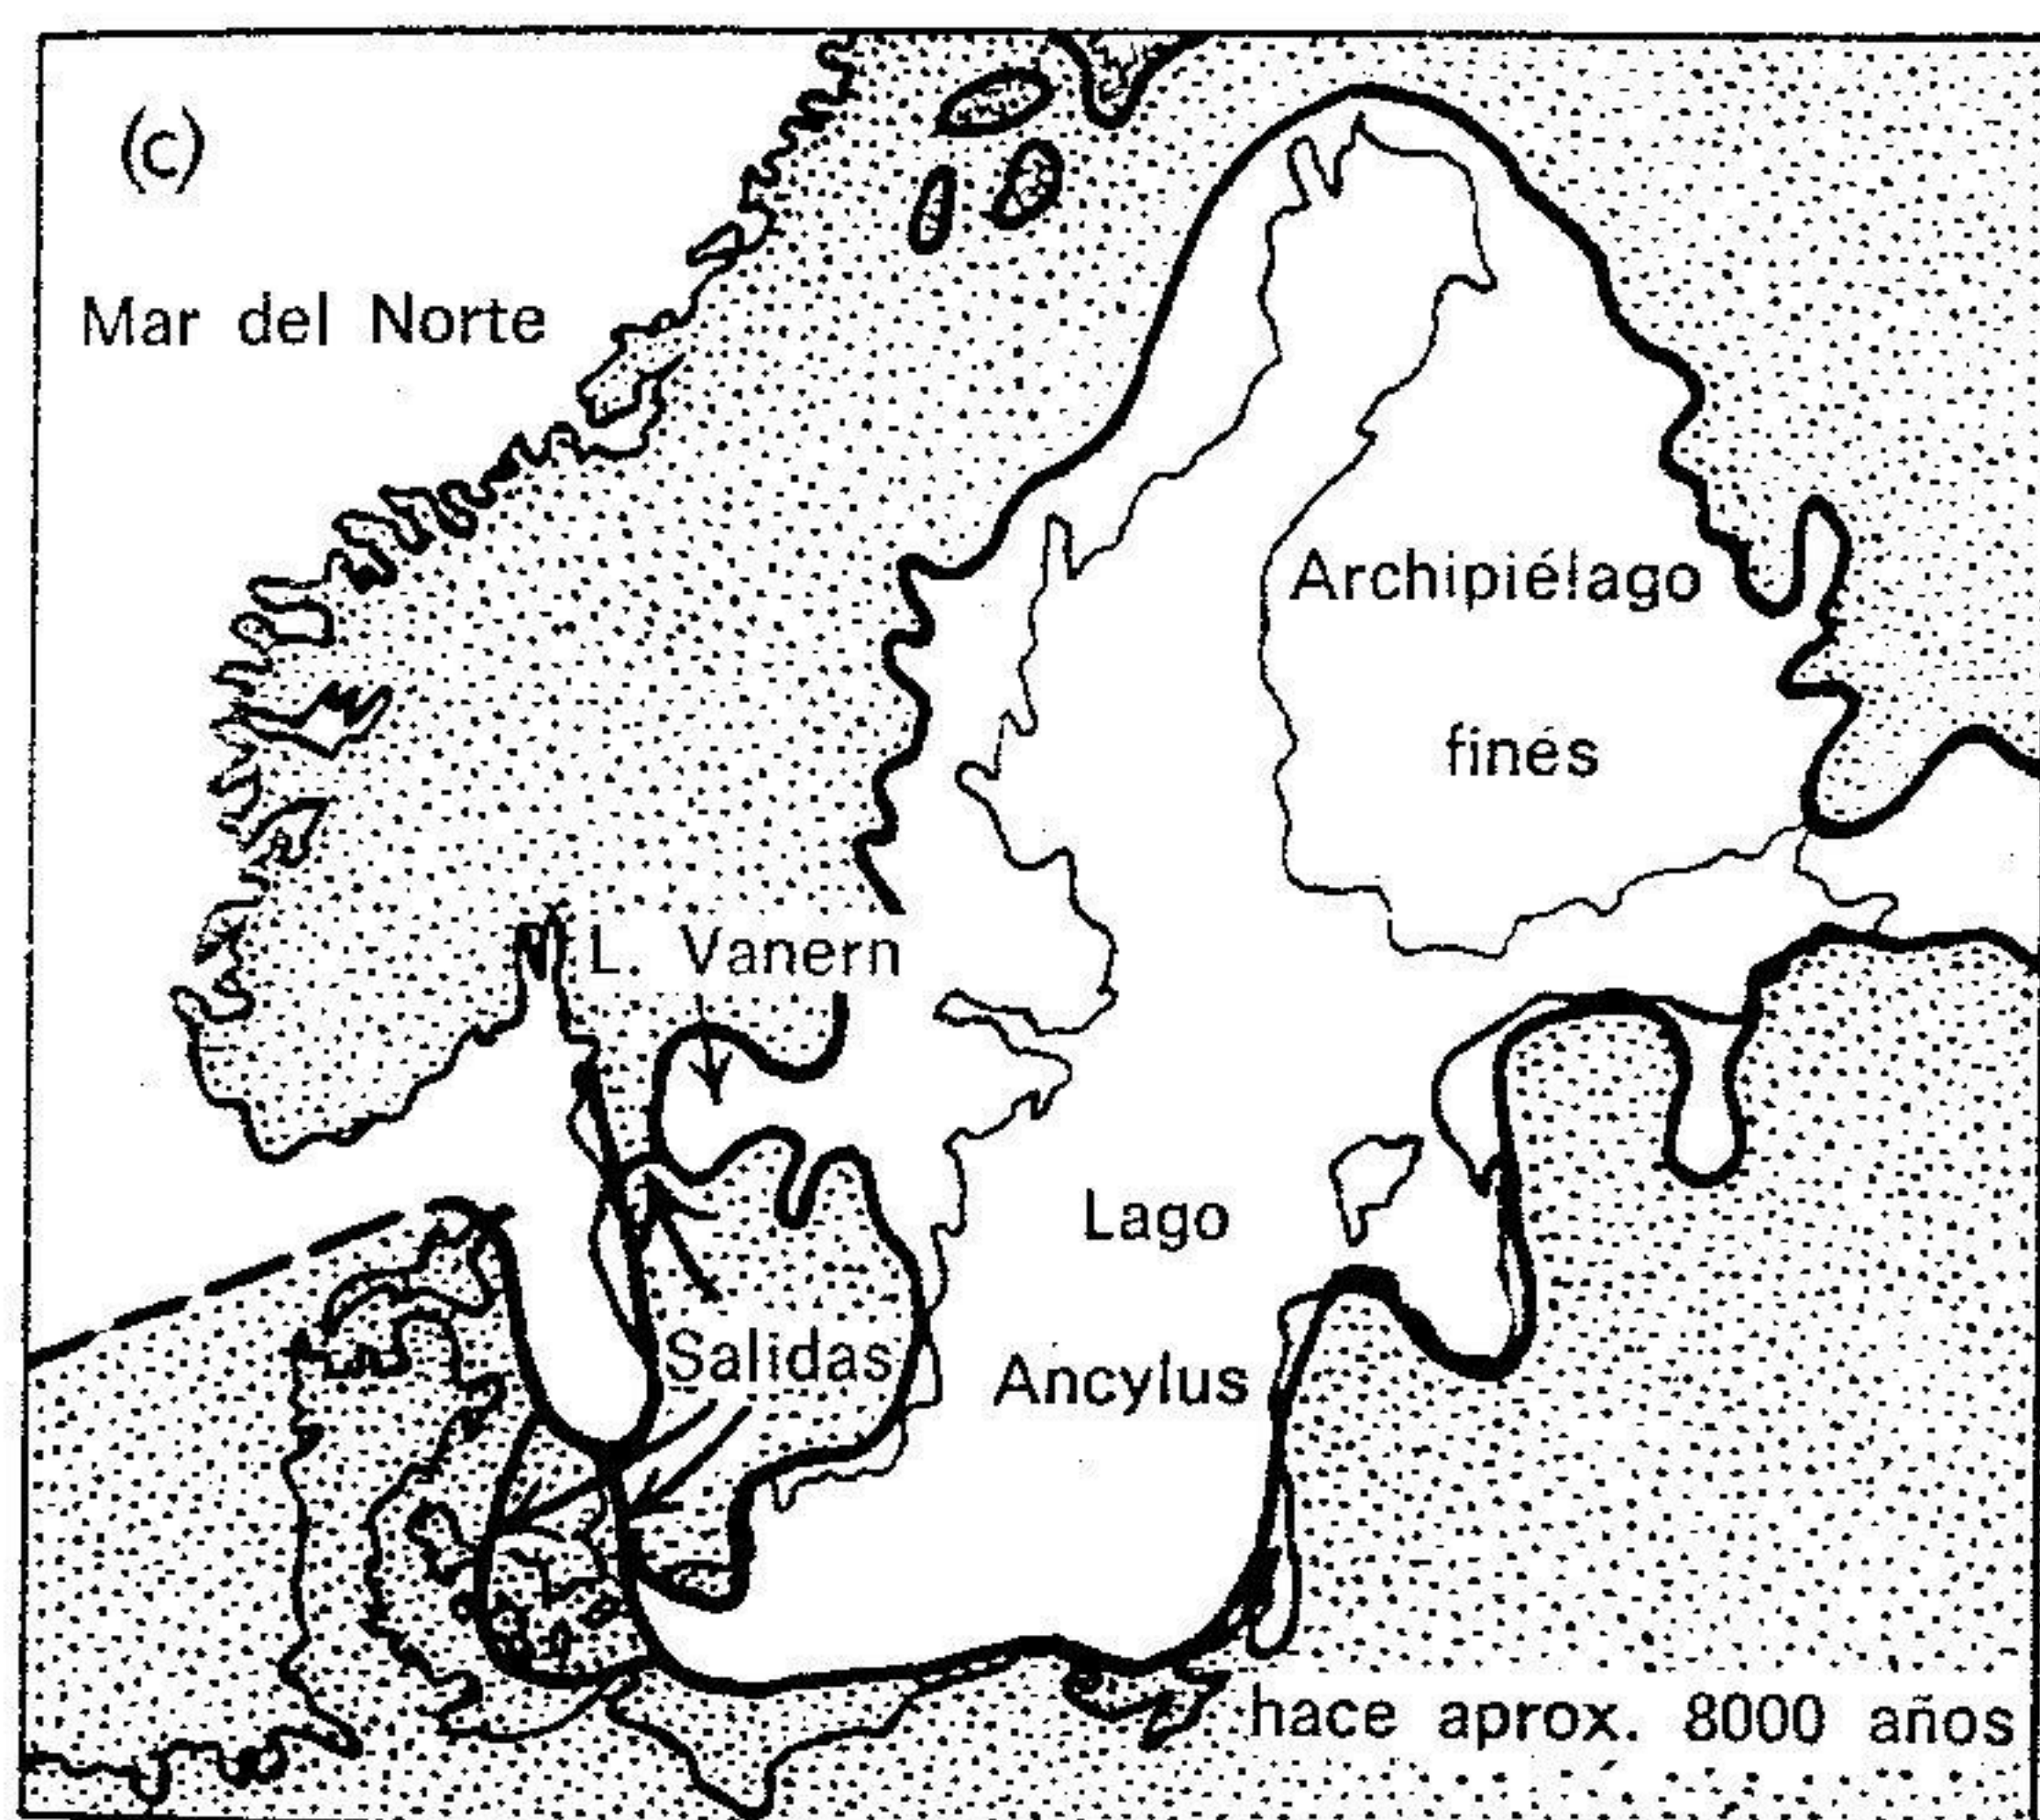 (c)
Mar del Norte
Archipiélago
finés
L. Vanern
Lago
Salidas
Ancylus
hace aprox. 8000 años